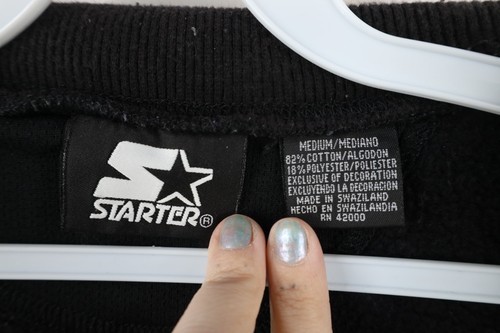 STARTER®
MEDIUM/MEDIANO
82% COTTON/ALGODON
18% POLYESTER/POLIESTER
EXCLUSIVE OF DECORATION
EXCLUYENDO LA DECORACION
MADE IN SWAZILAND
HECHO EN SWAZILANDIA
RN 42000